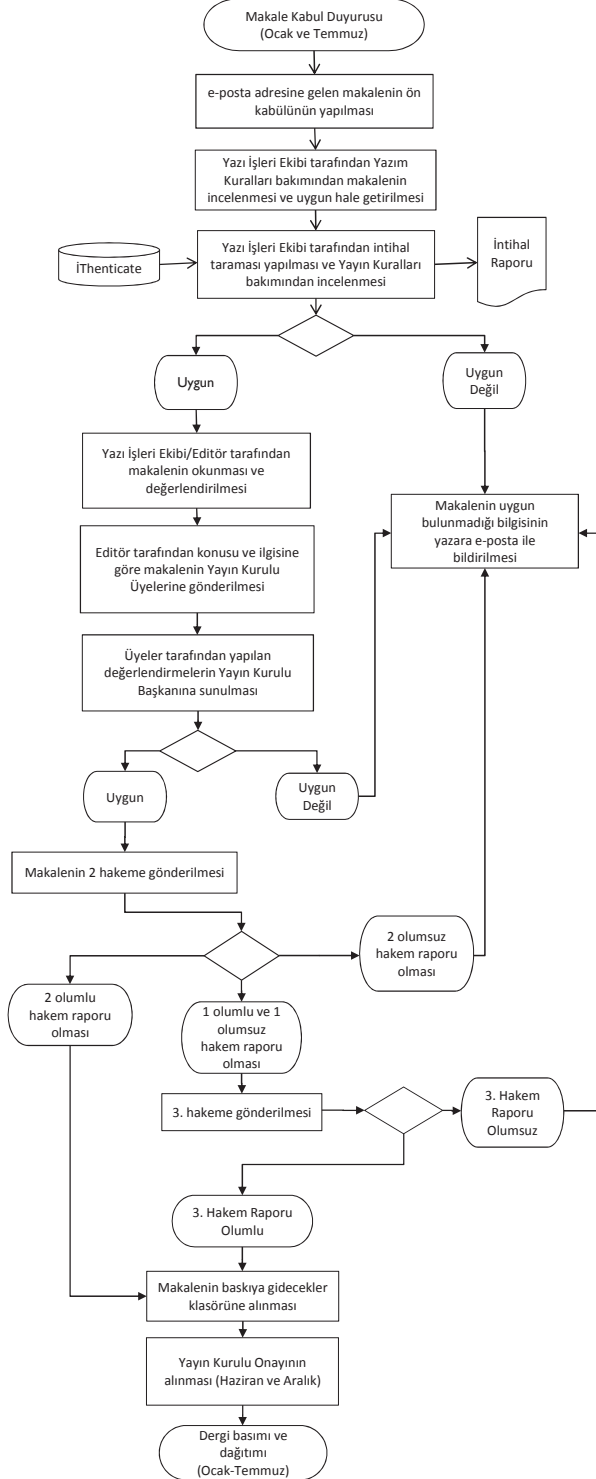 Makale Kabul Duyurusu
(Ocak ve Temmuz)
e-posta adresine gelen makalenin ön
kabülünün yapılması
Yazı İşleri Ekibi tarafından Yazım
Kuralları bakımından makalenin
incelenmesi ve uygun hale getirilmesi
İThenticate
Yazı İşleri Ekibi tarafından intihal
taraması yapılması ve Yayın Kuralları
bakımından incelenmesi
İntihal
Raporu
Uygun
Uygun
Değil
Yazı İşleri Ekibi/Editör tarafından
makalenin okunması ve
değerlendirilmesi
Makalenin uygun
bulunmadığı bilgisinin
yazara e-posta ile
bildirilmesi
Editör tarafından konusu ve ilgisine
göre makalenin Yayın Kurulu
Üyelerine gönderilmesi
Üyeler tarafından yapılan
değerlendirmelerin Yayın Kurulu
Başkanına sunulması
Uygun
Uygun
Değil
Makalenin 2 hakeme gönderilmesi
2 olumsuz
hakem raporu
olması
2 olumlu
hakem raporu
olması
1 olumlu ve 1
olumsuz
hakem raporu
olması
3. hakeme gönderilmesi
3. Hakem
Raporu
Olumsuz
3. Hakem Raporu
Olumlu
Makalenin baskıya gidecekler
klasörüne alınması
Yayın Kurulu Onayının
alınması (Haziran ve Aralık)
Dergi basımı ve
dağıtımı
(Ocak-Temmuz)